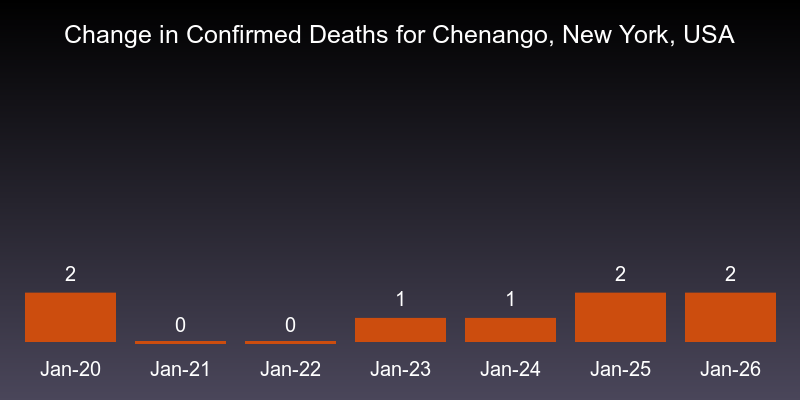 Change in Confirmed Deaths for Chenango, New York, USA
2
0
0
1
1
2
2
Jan-20
Jan-21
Jan-22
Jan-23
Jan-24
Jan-25
Jan-26